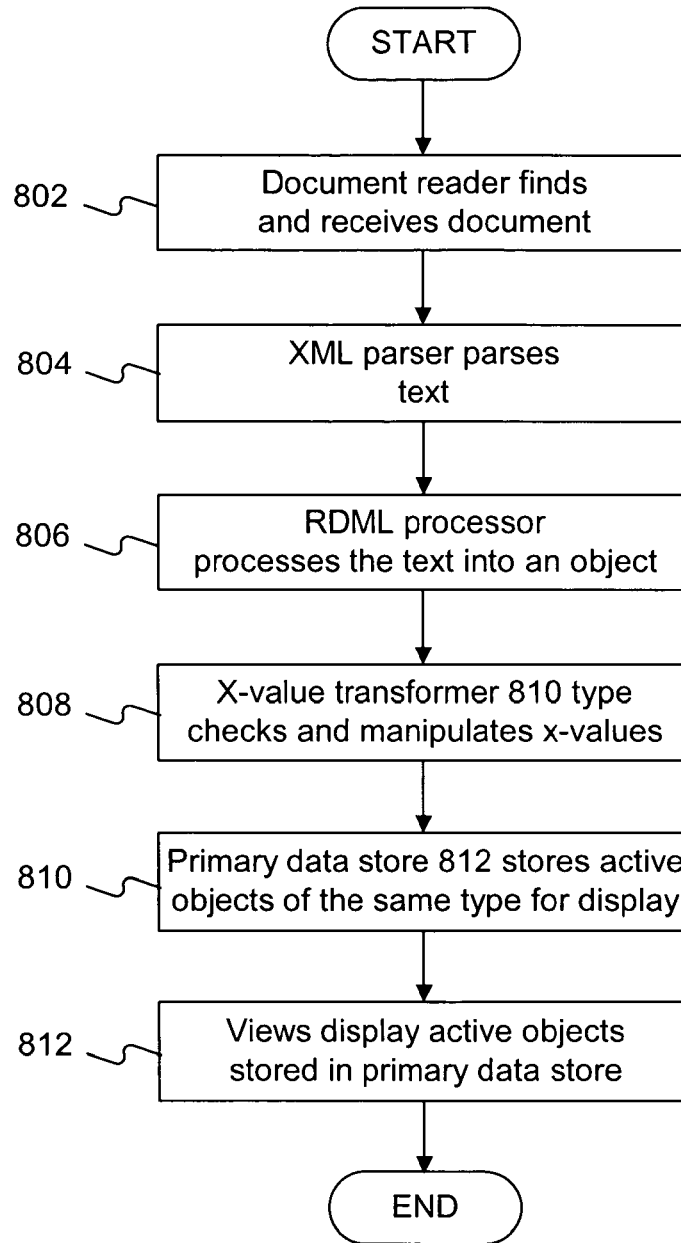 START
802
Document reader finds
and receives document
804
XML parser parses
text
806
RDML processor
processes the text into an object
808
X-value transformer 810 type
checks and manipulates x-values
810
Primary data store 812 stores active
objects of the same type for display
812
Views display active objects
stored in primary data store
END